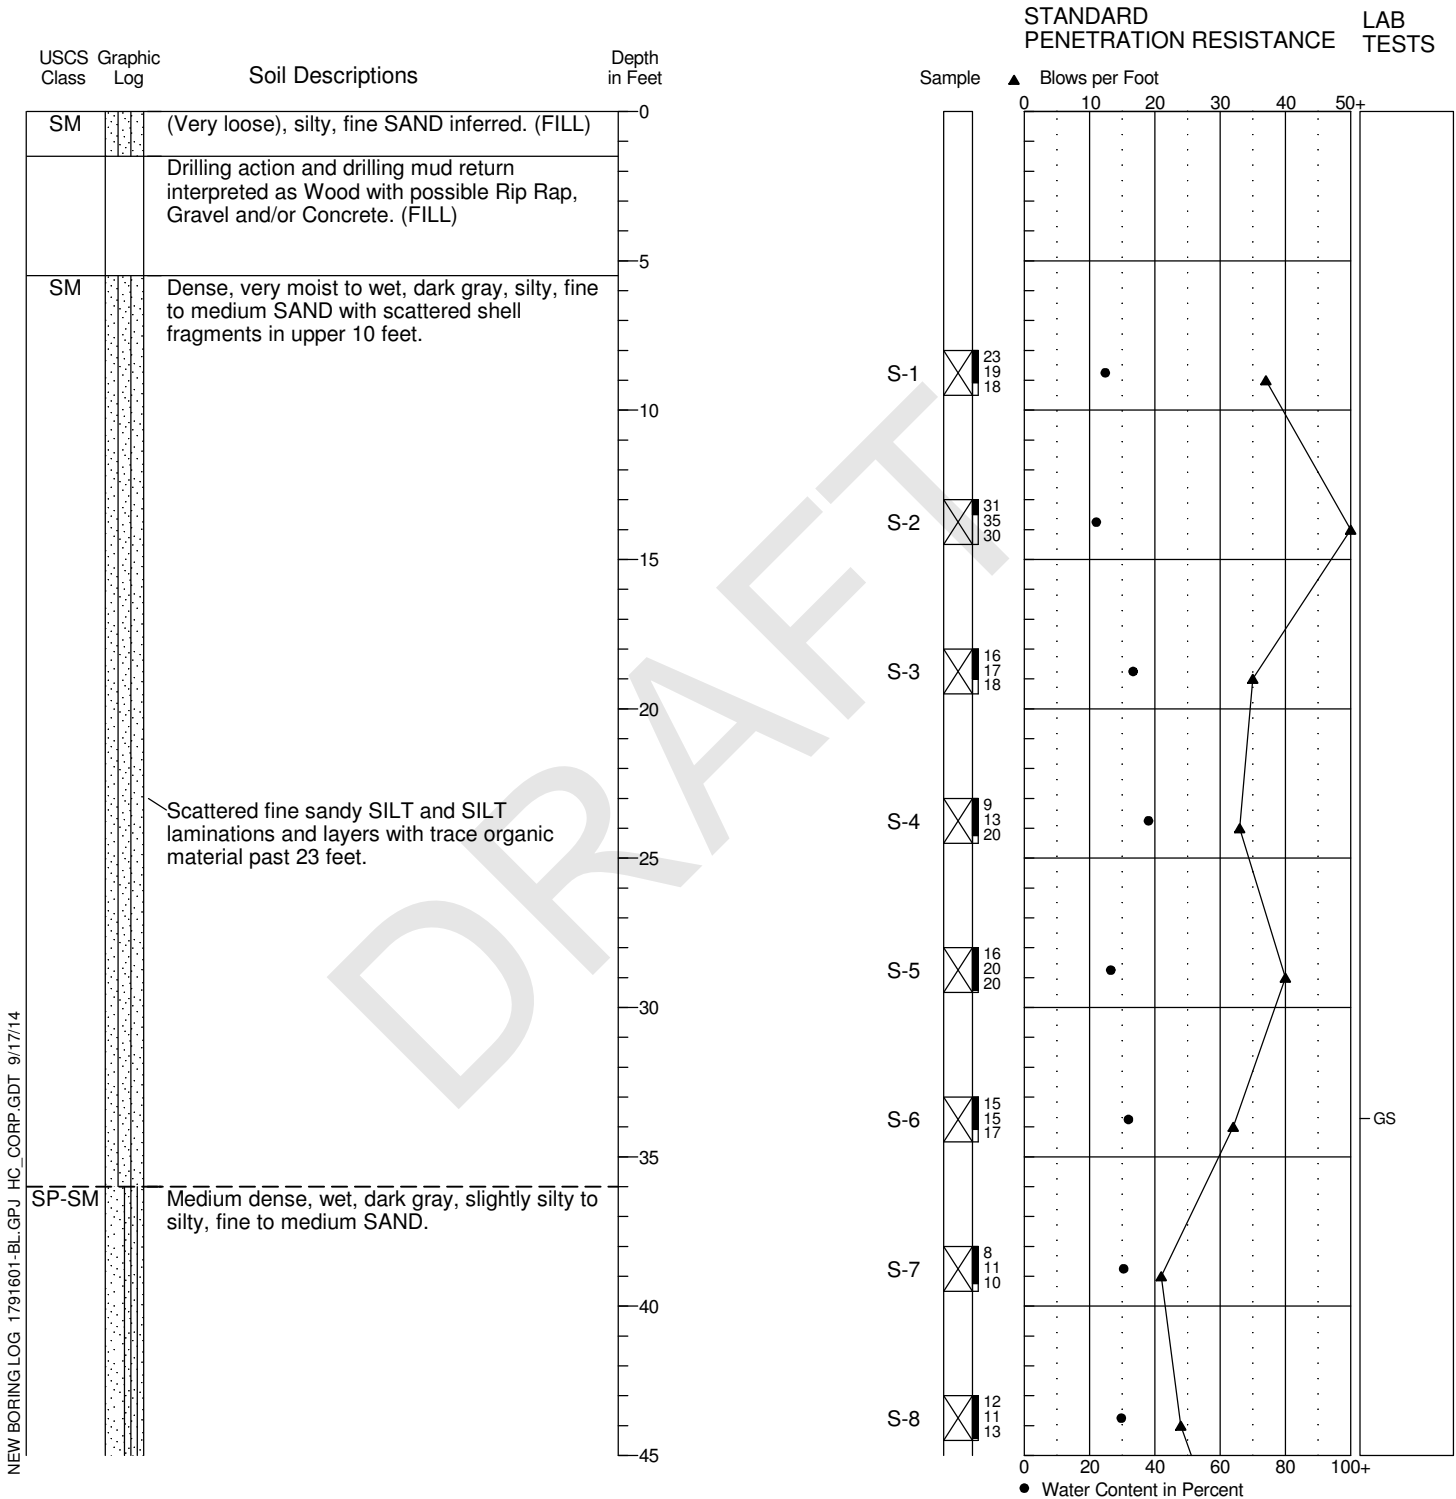 STANDARD
PENETRATION RESISTANCE
LAB
TESTS
USCS Graphic
Class Log
Soil Descriptions
Depth
in Feet
Sample
▲ Blows per Foot
0 10 20 30 40 50+
0
SM (Very loose), silty, fine SAND inferred. (FILL)
Drilling action and drilling mud return
interpreted as Wood with possible Rip Rap,
Gravel and/or Concrete. (FILL)
5
SM Dense, very moist to wet, dark gray, silty, fine
to medium SAND with scattered shell
fragments in upper 10 feet.
S-1
23
19
18
10
S-2
31
35
30
15
S-3
16
17
18
20
Scattered fine sandy SILT and SILT
laminations and layers with trace organic
material past 23 feet.
S-4
9
13
20
25
S-5
16
20
20
30
S-6
15
15
17
GS
35
SP-SM Medium dense, wet, dark gray, slightly silty to
silty, fine to medium SAND.
S-7
8
11
10
40
S-8
12
11
13
45
0 20 40 60 80 100+
● Water Content in Percent
NEW BORING LOG 1791601-BL.GPJ HC_CORP.GDT 9/17/14
DRAFT